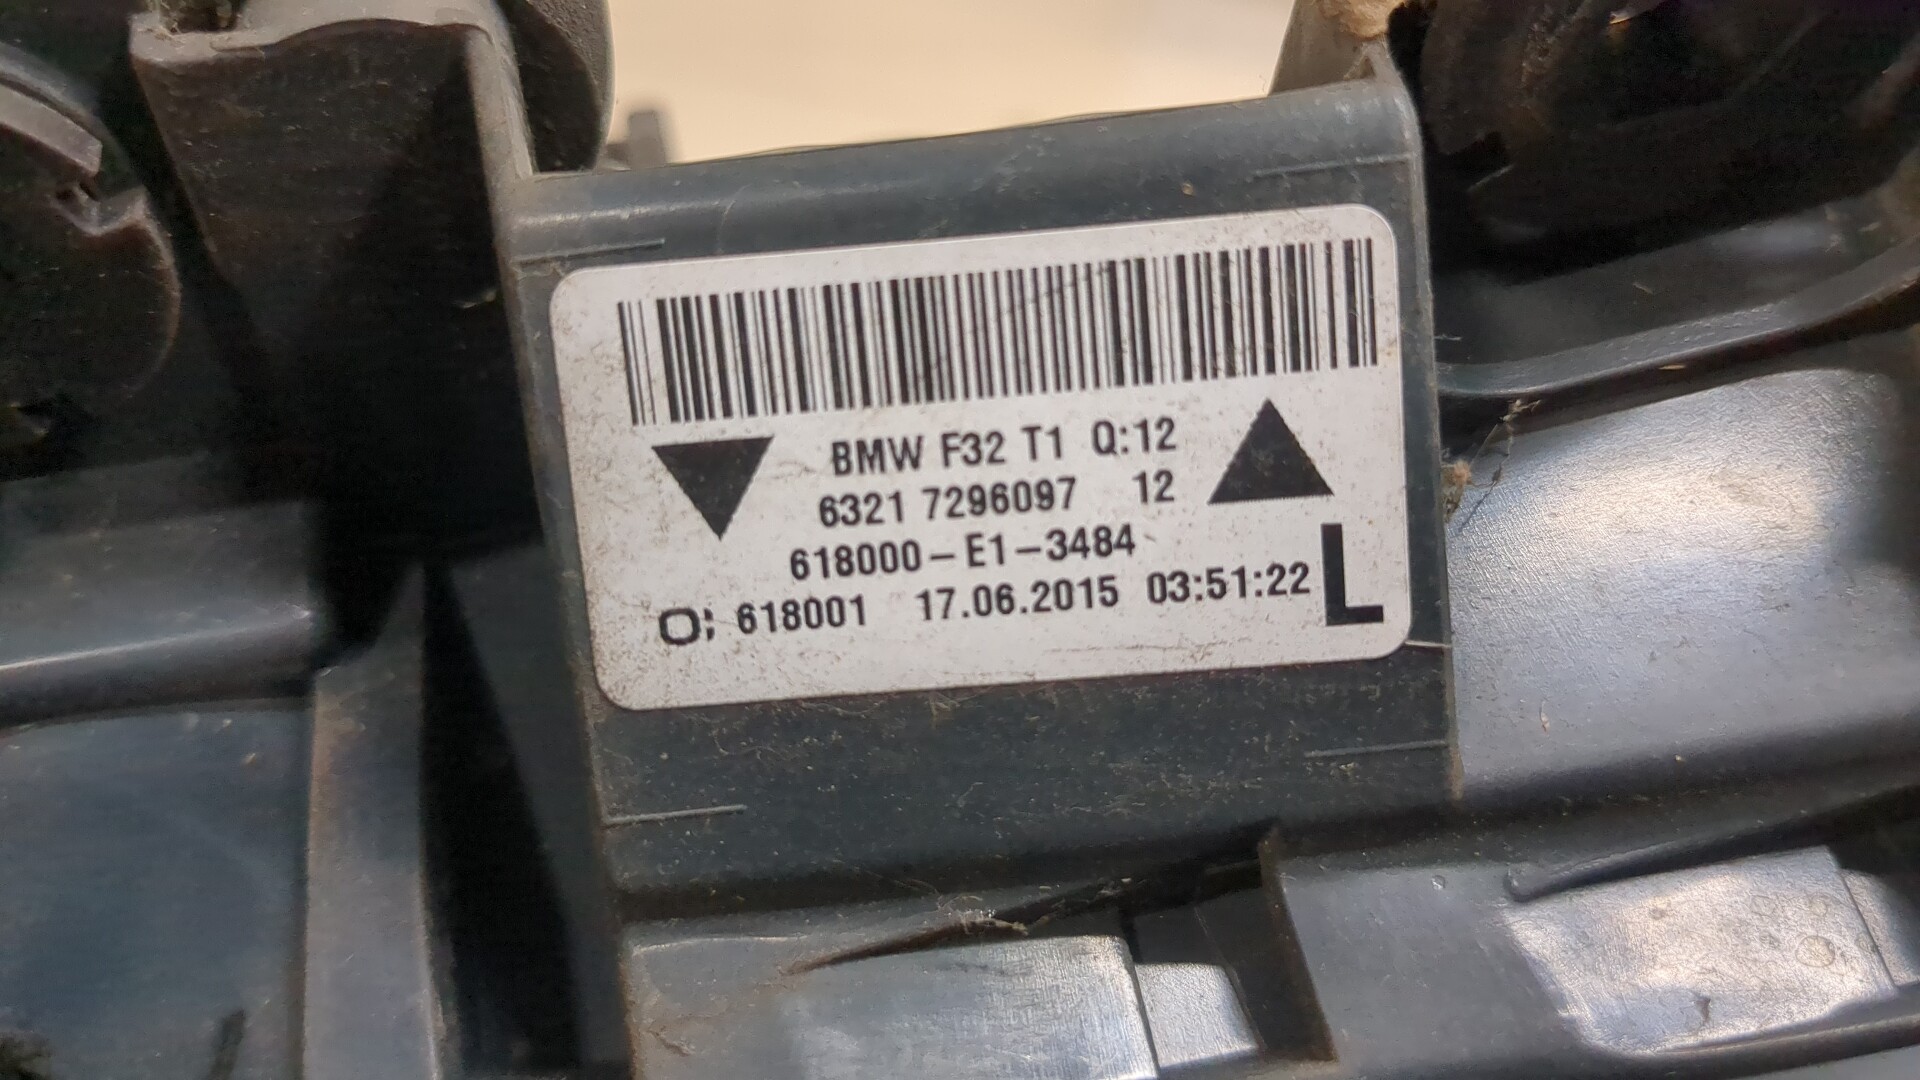 BMW F32 T1 Q:12
6321 7296097 12
618000-E1-3484
O; 618001 17.06.2015 03:51:22 L